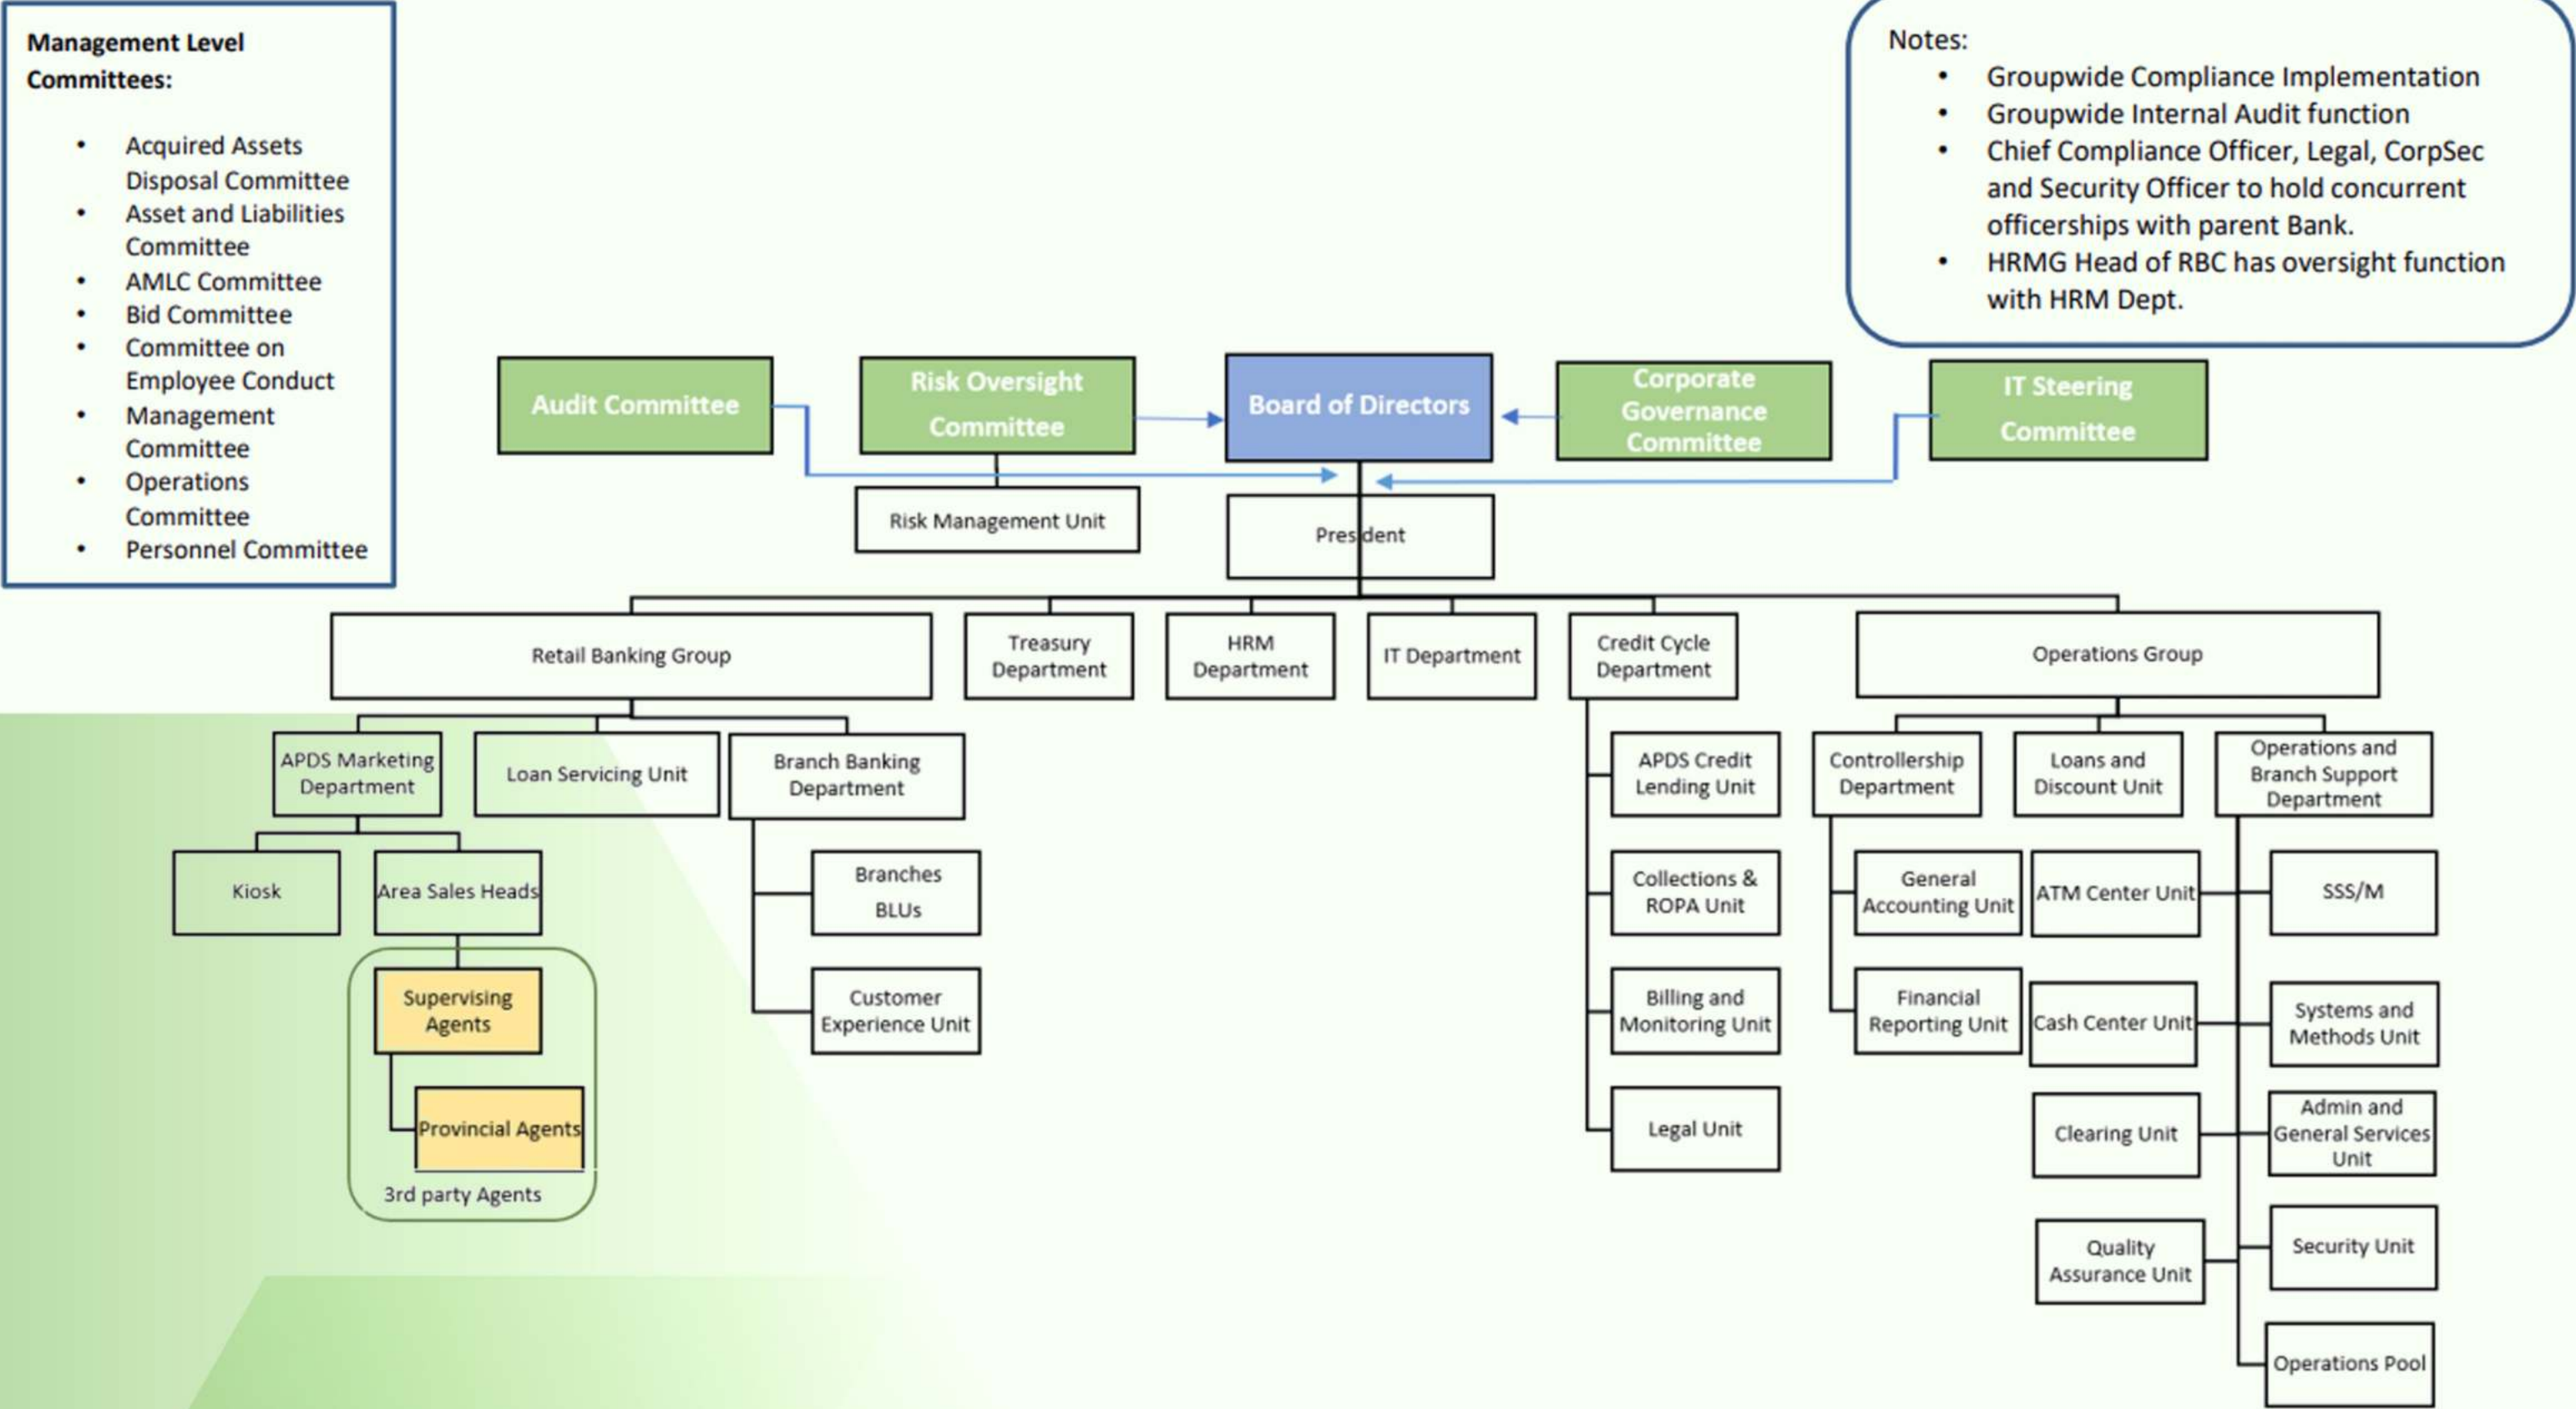 Management Level
Committees:
• Acquired Assets
Disposal Committee
• Asset and Liabilities
Committee
• AMLC Committee
• Bid Committee
• Committee on
Employee Conduct
• Management
Committee
• Operations
Committee
• Personnel Committee
Notes:
• Groupwide Compliance Implementation
• Groupwide Internal Audit function
• Chief Compliance Officer, Legal, CorpSec
and Security Officer to hold concurrent
officerships with parent Bank.
• HRMG Head of RBC has oversight function
with HRM Dept.
Audit Committee
Risk Oversight
Committee
Board of Directors
Corporate
Governance
Committee
IT Steering
Committee
Risk Management Unit
President
Retail Banking Group
Treasury
Department
HRM
Department
IT Department
Credit Cycle
Department
Operations Group
APDS Marketing
Department
Loan Servicing Unit
Branch Banking
Department
APDS Credit
Lending Unit
Controllership
Department
Loans and
Discount Unit
Operations and
Branch Support
Department
Kiosk
Area Sales Heads
Branches
BLUs
Collections &
ROPA Unit
General
Accounting Unit
ATM Center Unit
SSS/M
Supervising
Agents
Customer
Experience Unit
Billing and
Monitoring Unit
Financial
Reporting Unit
Cash Center Unit
Systems and
Methods Unit
Provincial Agents
3rd party Agents
Legal Unit
Clearing Unit
Admin and
General Services
Unit
Quality
Assurance Unit
Security Unit
Operations Pool